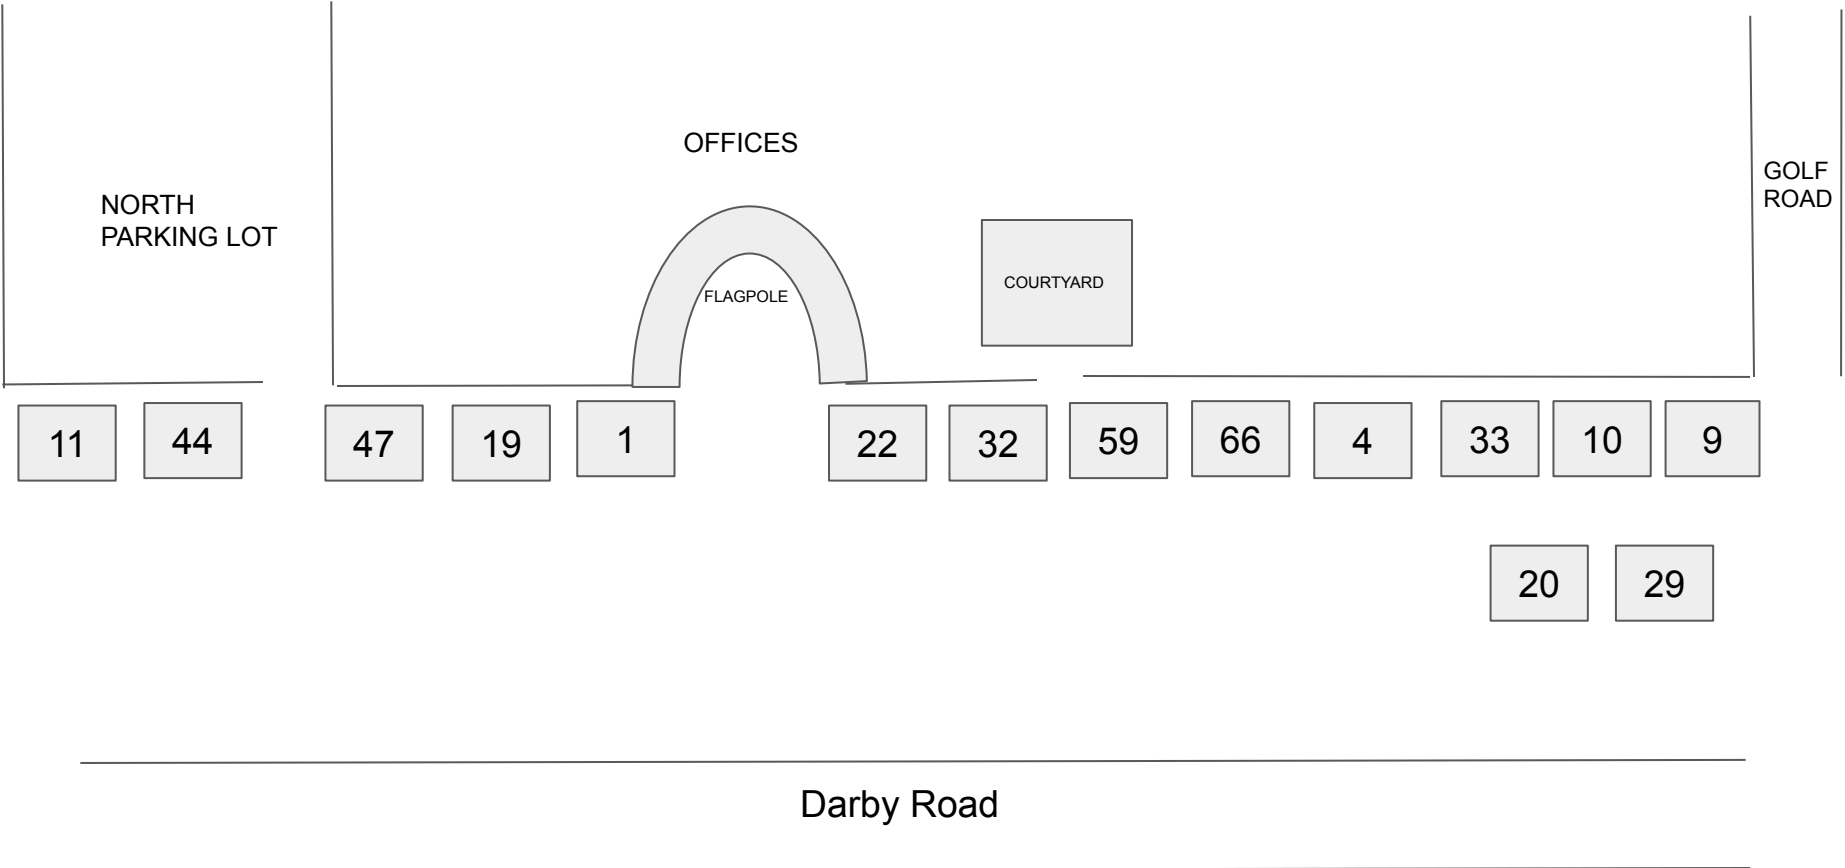 OFFICES
GOLF
ROAD
NORTH
PARKING LOT
COURTYARD
FLAGPOLE
11 44 47 19 1 22 32 59 66 4 33 10 9
20 29
Darby Road